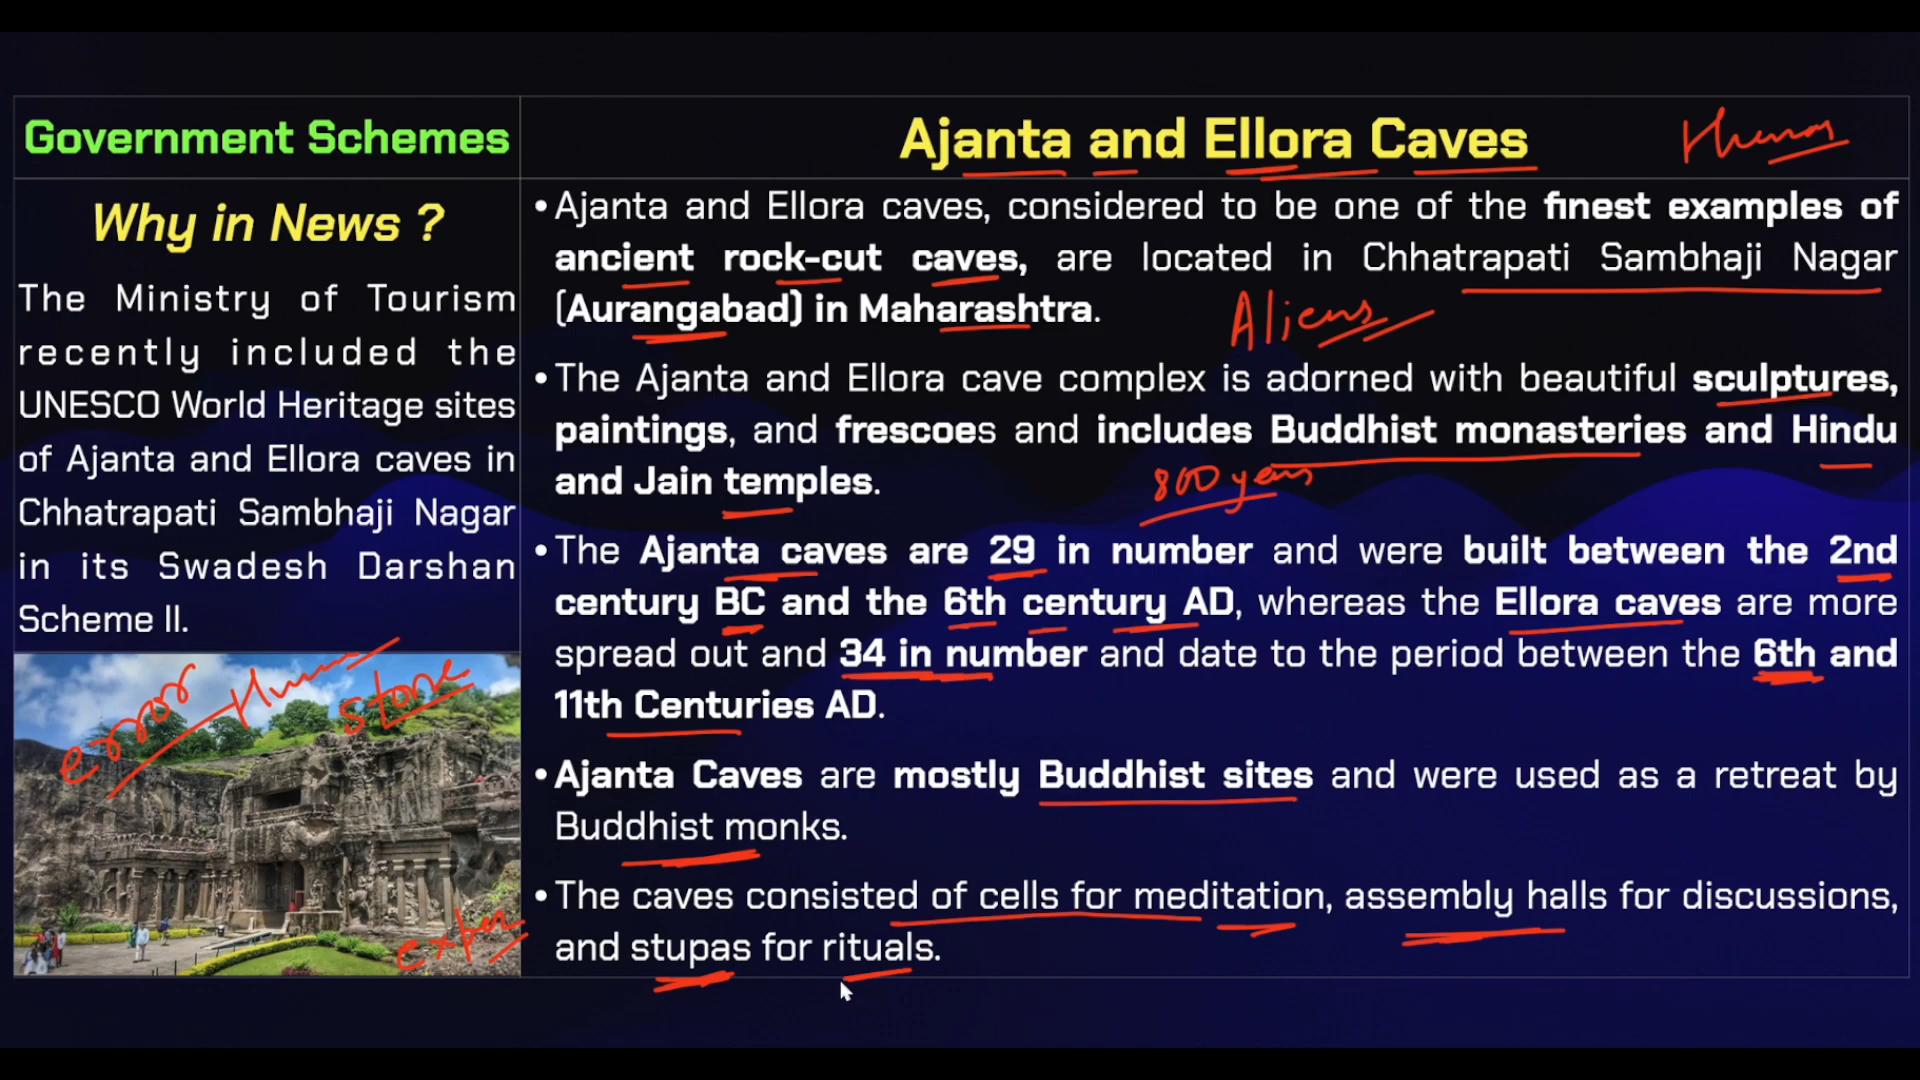 Government Schemes
Why in News ?
The Ministry of Tourism
recently included the
UNESCO World Heritage sites
of Ajanta and Ellora caves in
Chhatrapati Sambhaji Nagar
in its Swadesh Darshan
Scheme II.
error
stone
Ajanta and Ellora Caves
• Ajanta and Ellora caves, considered to be one of the finest examples of
ancient rock-cut caves, are located in Chhatrapati Sambhaji Nagar
(Aurangabad) in Maharashtra.
Aliens
• The Ajanta and Ellora cave complex is adorned with beautiful sculptures,
paintings, and frescoes and includes Buddhist monasteries and Hindu
and Jain temples.
800 years
• The Ajanta caves are 29 in number and were built between the 2nd
century BC and the 6th century AD, whereas the Ellora caves are more
spread out and 34 in number and date to the period between the 6th and
11th Centuries AD.
• Ajanta Caves are mostly Buddhist sites and were used as a retreat by
Buddhist monks.
• The caves consisted of cells for meditation, assembly halls for discussions,
and stupas for rituals.